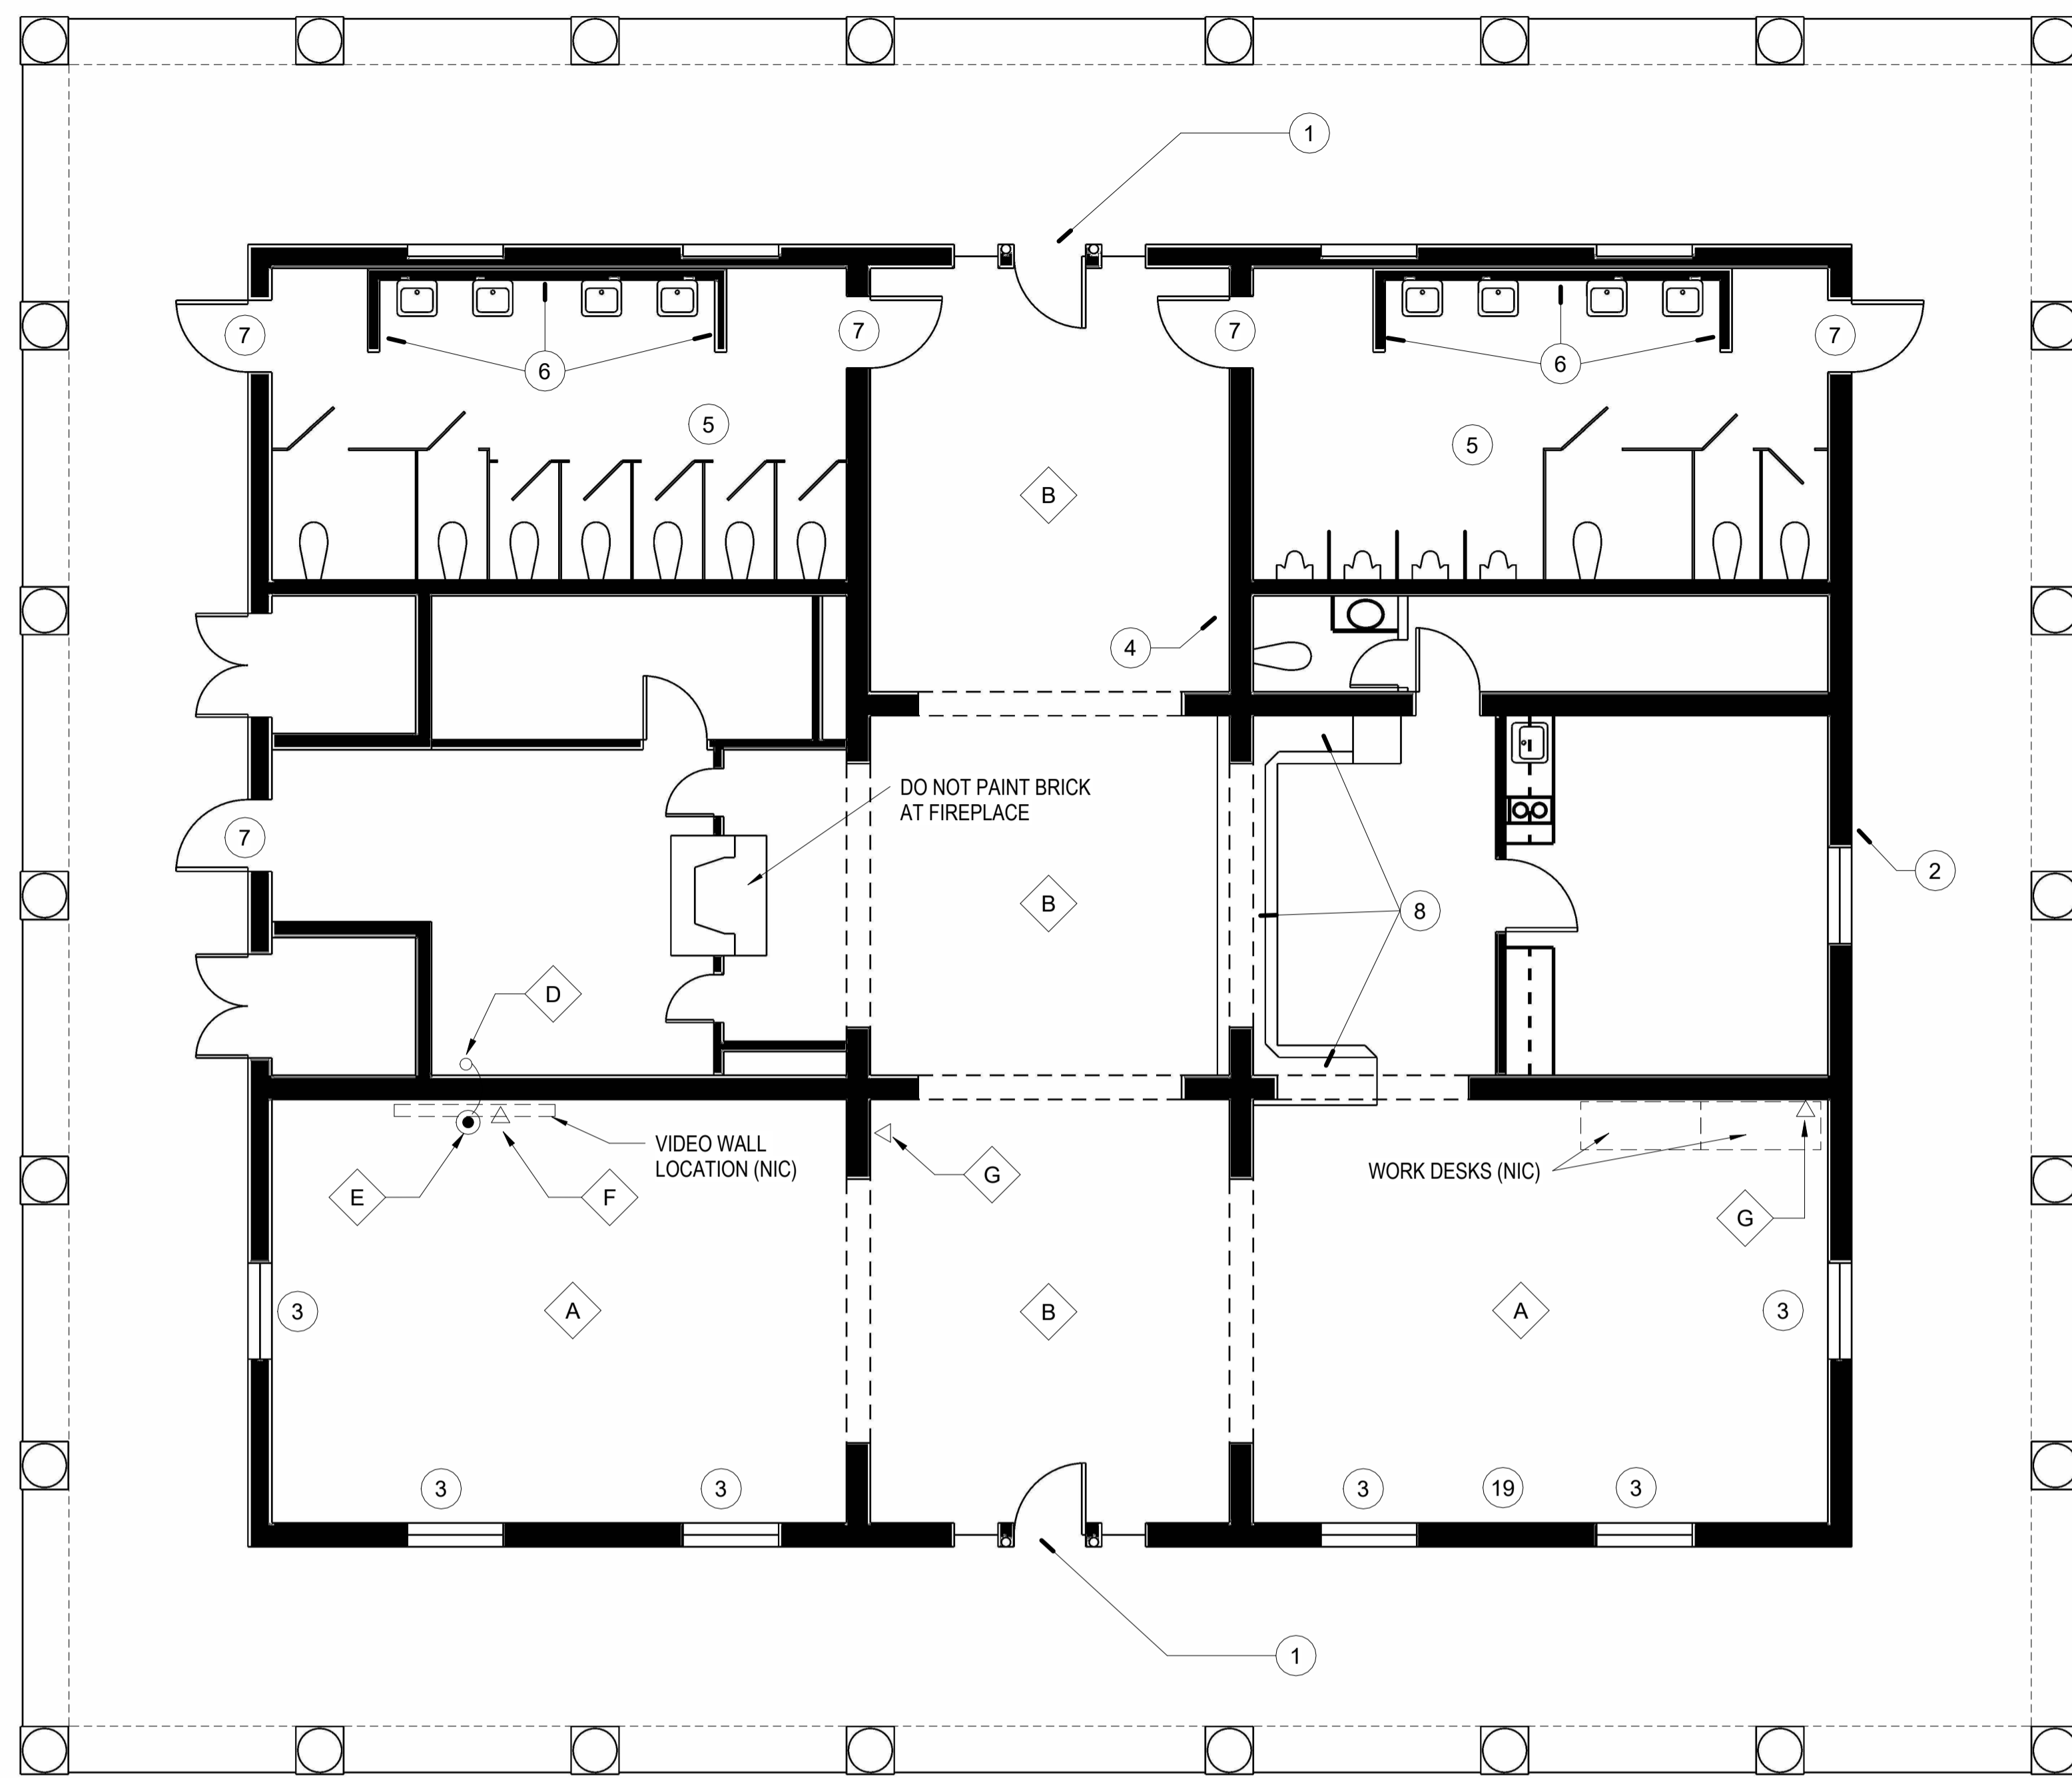 1
7
7
7
7
6
6
5
5
B
4
DO NOT PAINT BRICK
AT FIREPLACE
7
2
B
8
D
VIDEO WALL
LOCATION (NIC)
G
WORK DESKS (NIC)
E
F
G
3
A
B
A
3
3
3
3
19
3
1